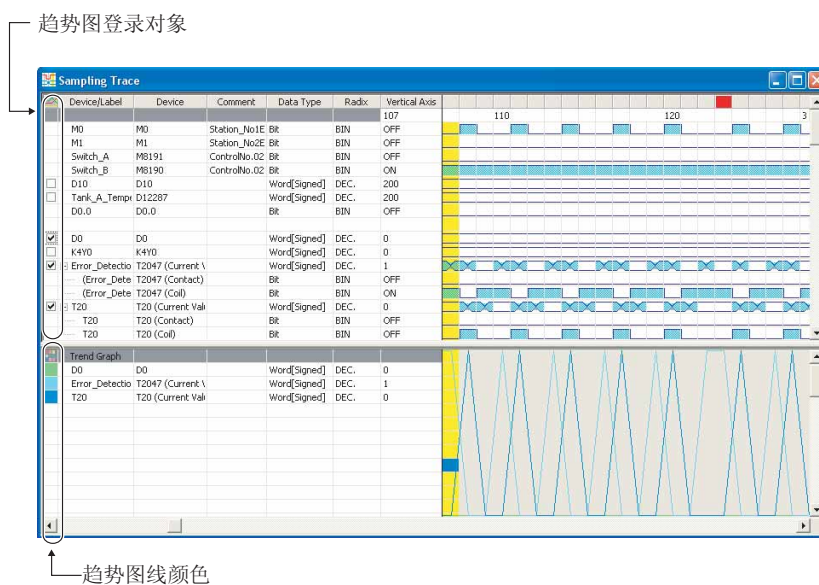 趋势图登录对象
Sampling Trace
Device/Label Device Comment Data Type Radix Vertical Axis
107 110 120 3
M0 M0 Station_No1E Bit BIN OFF
M1 M1 Station_No2E Bit BIN OFF
Switch_A M8191 ControlNo.02 Bit BIN OFF
Switch_B M8190 ControlNo.02 Bit BIN ON
D10 D10 Word[Signed] DEC. 200
Tank_A_Tempe D12287 Word[Signed] DEC. 200
D0.0 D0.0 Bit BIN OFF
D0 D0 Word[Signed] DEC. 0
K4Y0 K4Y0 Word[Signed] DEC. 0
Error_Detectio T2047 (Current \ Word[Signed] DEC. 1
(Error_Dete T2047 (Contact) Bit BIN OFF
(Error_Dete T2047 (Coil) Bit BIN ON
T20 T20 (Current Valu Word[Signed] DEC. 0
T20 T20 (Contact) Bit BIN OFF
T20 T20 (Coil) Bit BIN OFF
Trend Graph
D0 D0 Word[Signed] DEC. 0
Error_Detectio T2047 (Current \ Word[Signed] DEC. 1
T20 T20 (Current Valu Word[Signed] DEC. 0
趋势图线颜色